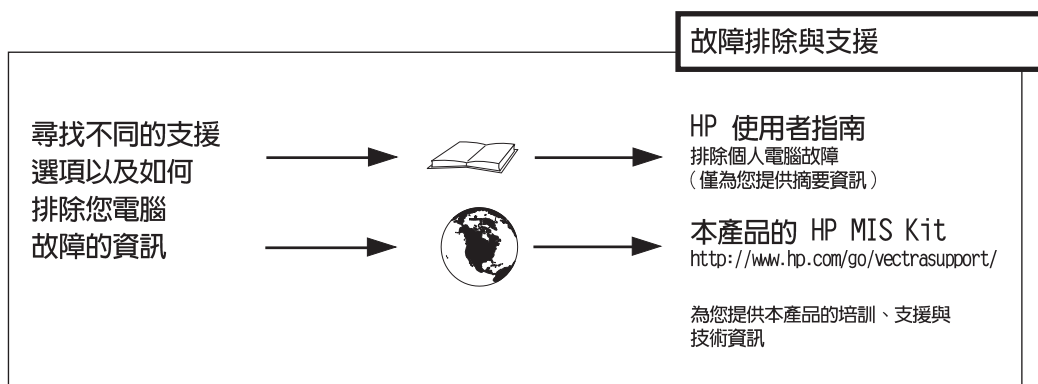 故障排除與支援
尋找不同的支援
選項以及如何
排除您電腦
故障的資訊
HP 使用者指南
排除個人電腦故障
（僅為您提供摘要資訊）
本產品的 HP MIS Kit
http://www.hp.com/go/vectrasupport/
為您提供本產品的培訓、支援與
技術資訊